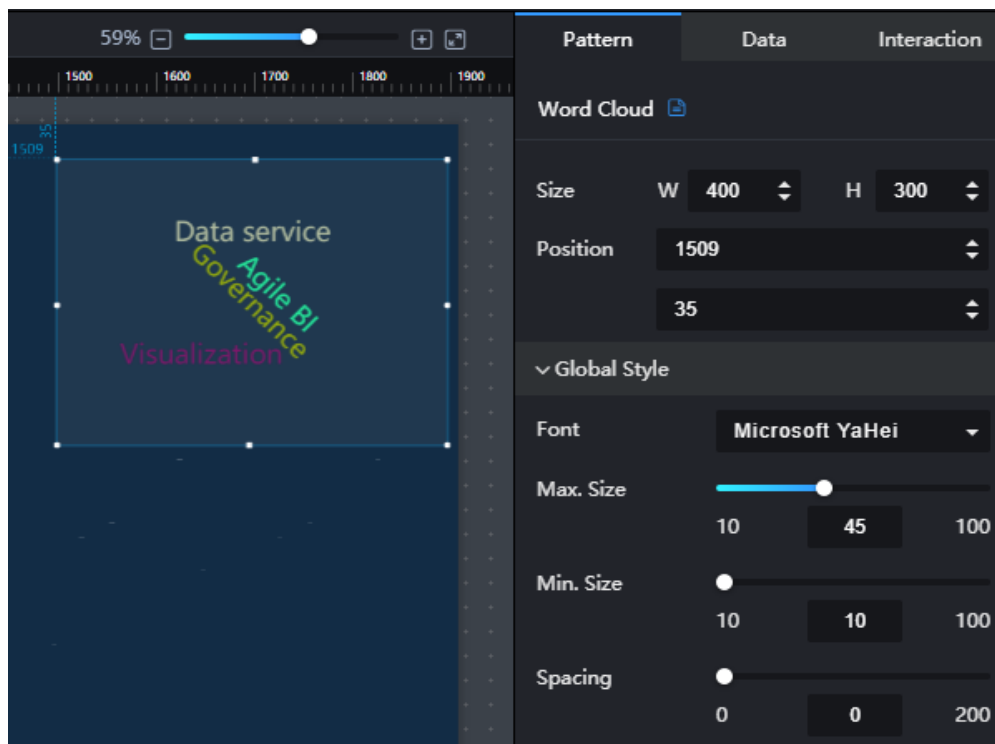 59%
1500 1600 1700 1800 1900
35
1509
Data service
Agile BI
Governance
Visualization
Pattern Data Interaction
Word Cloud
Size W 400 H 300
Position 1509
35
Global Style
Font Microsoft YaHei
Max. Size
10 45 100
Min. Size
10 10 100
Spacing
0 0 200